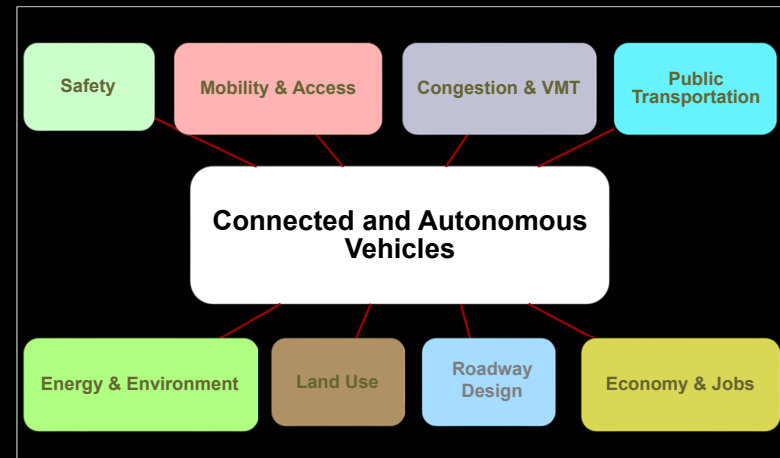 Safety
Mobility & Access
Congestion & VMT
Public
Transportation
Connected and Autonomous
Vehicles
Energy & Environment
Land Use
Roadway
Design
Economy & Jobs